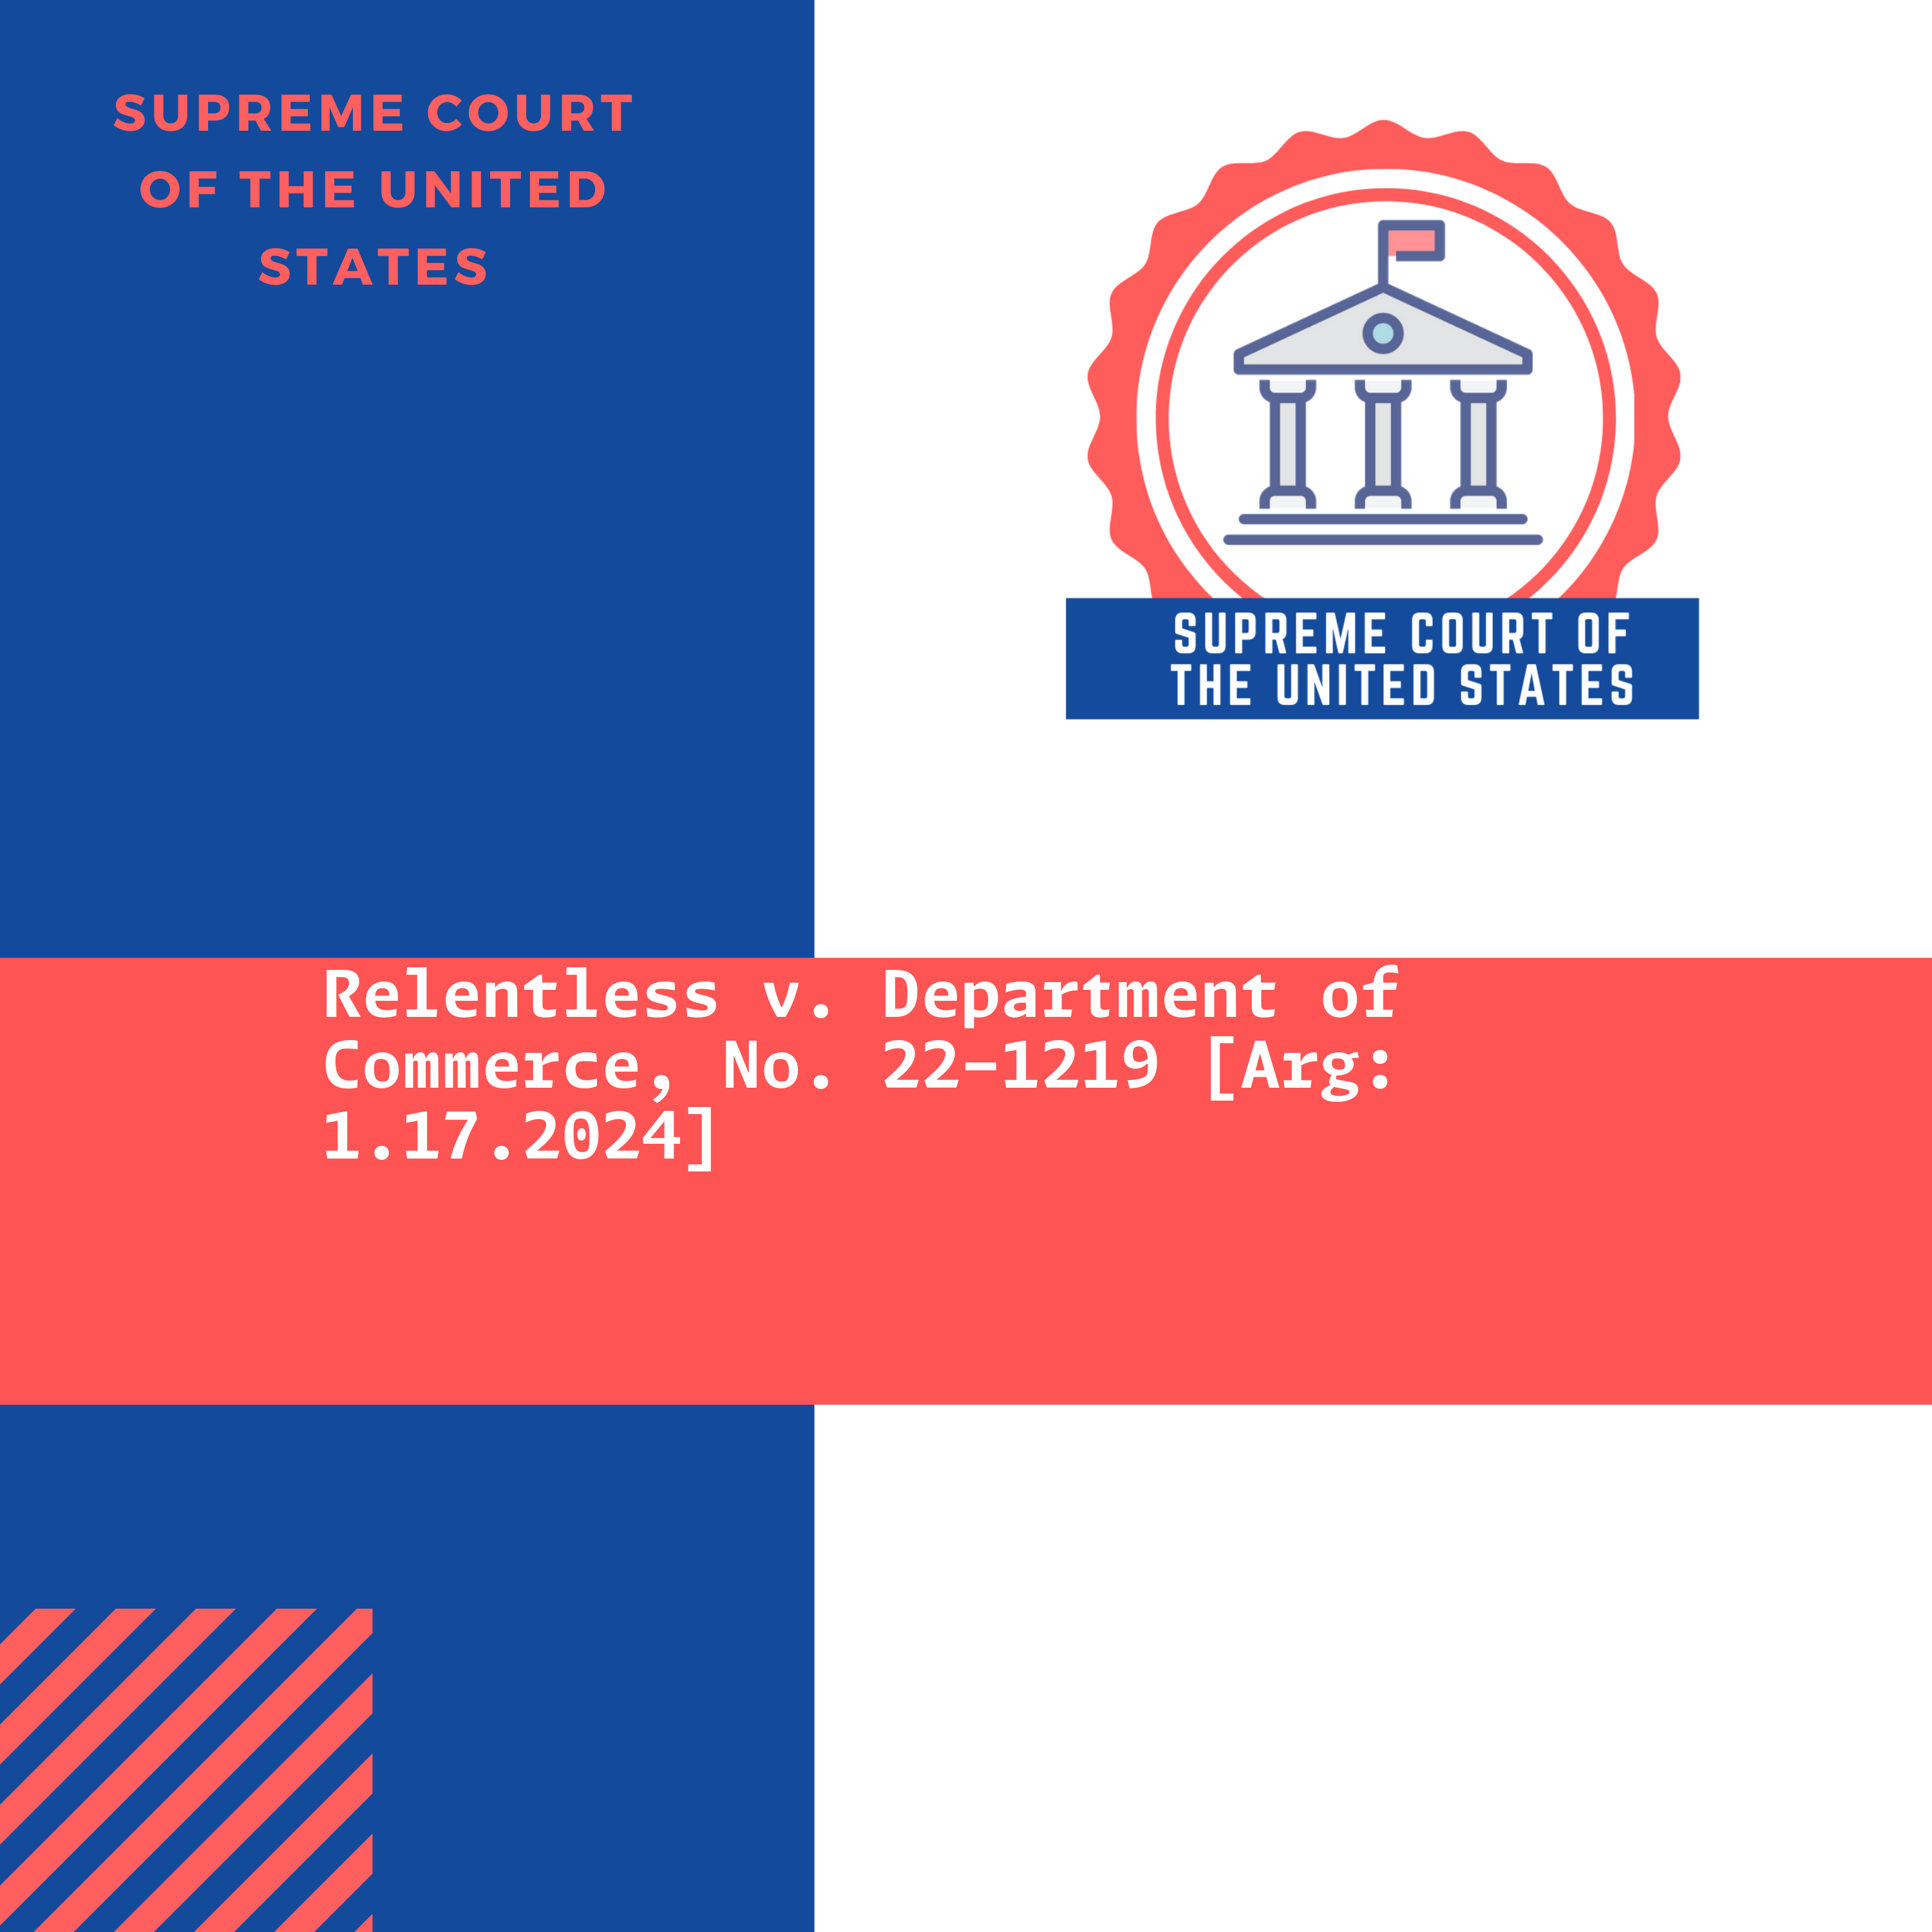 SUPREME COURT
OF THE UNITED
STATES
SUPREME COURT OF
THE UNITED STATES
Relentless v. Department of
Commerce, No. 22-1219 [Arg:
1.17.2024]